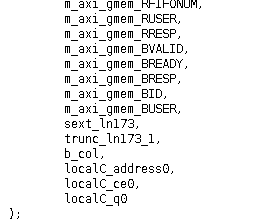 m_axi_gmem_RFIFONUM,
m_axi_gmem_RUSER,
m_axi_gmem_RRESP,
m_axi_gmem_BVALID,
m_axi_gmem_BREADY,
m_axi_gmem_BRESP,
m_axi_gmem_BID,
m_axi_gmem_BUSER,
sext_ln173,
trunc_ln173_1,
b_col,
localC_address0,
localC_ce0,
localC_q0
);